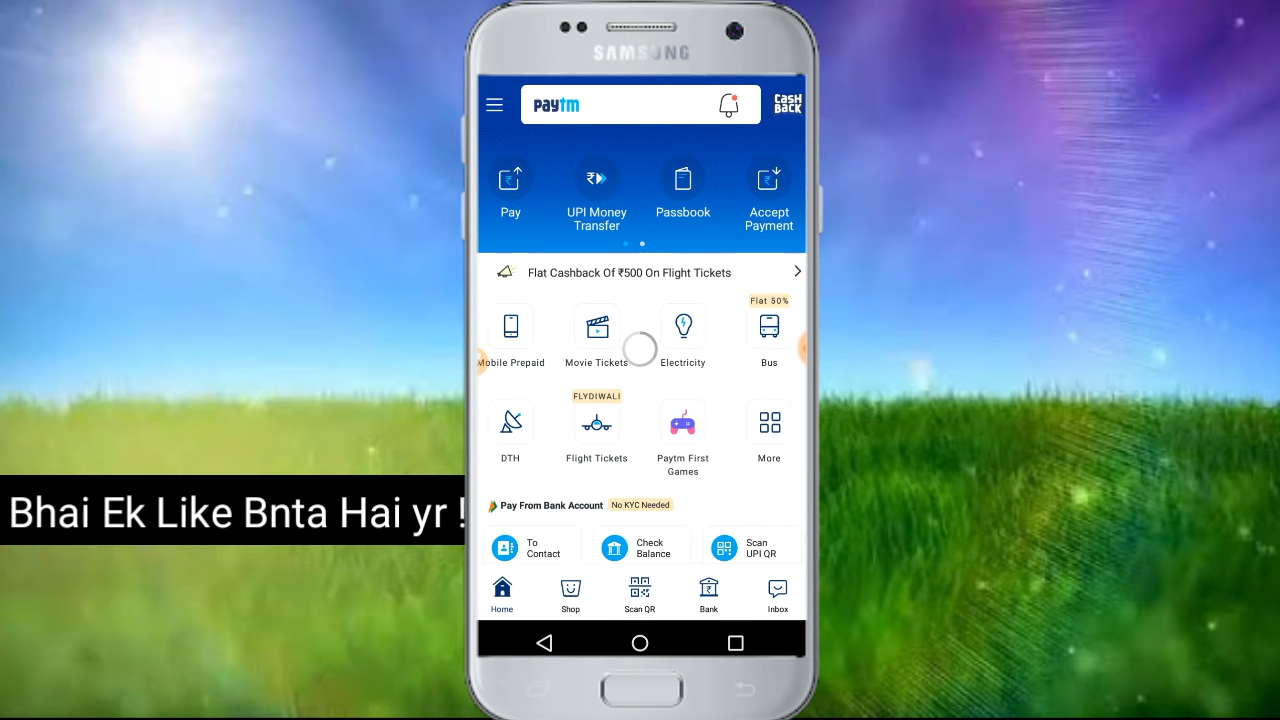 SAMSUNG
paytm
CASH
BACK
Pay
UPI Money
Transfer
Passbook
Accept
Payment
Flat Cashback Of ₹500 On Flight Tickets
Flat 50%
Mobile Prepaid
Movie Tickets
Electricity
Bus
FLYDIWALI
DTH
Flight Tickets
Paytm First
Games
More
Pay From Bank Account No KYC Needed
Bhai Ek Like Bnta Hai yr !
To
Contact
Check
Balance
Scan
UPI QR
Home
Shop
Scan QR
Bank
Inbox